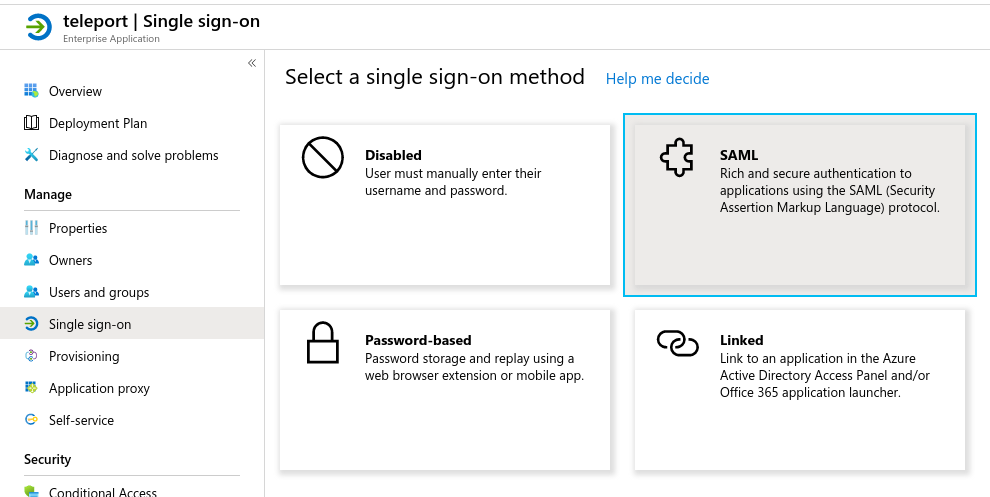 teleport | Single sign-on
Enterprise Application
«
Overview
Deployment Plan
Diagnose and solve problems
Manage
Properties
Owners
Users and groups
Single sign-on
Provisioning
Application proxy
Self-service
Security
Conditional Access
Select a single sign-on method Help me decide
Disabled
User must manually enter their
username and password.
SAML
Rich and secure authentication to
applications using the SAML (Security
Assertion Markup Language) protocol.
Password-based
Password storage and replay using a
web browser extension or mobile app.
Linked
Link to an application in the Azure
Active Directory Access Panel and/or
Office 365 application launcher.